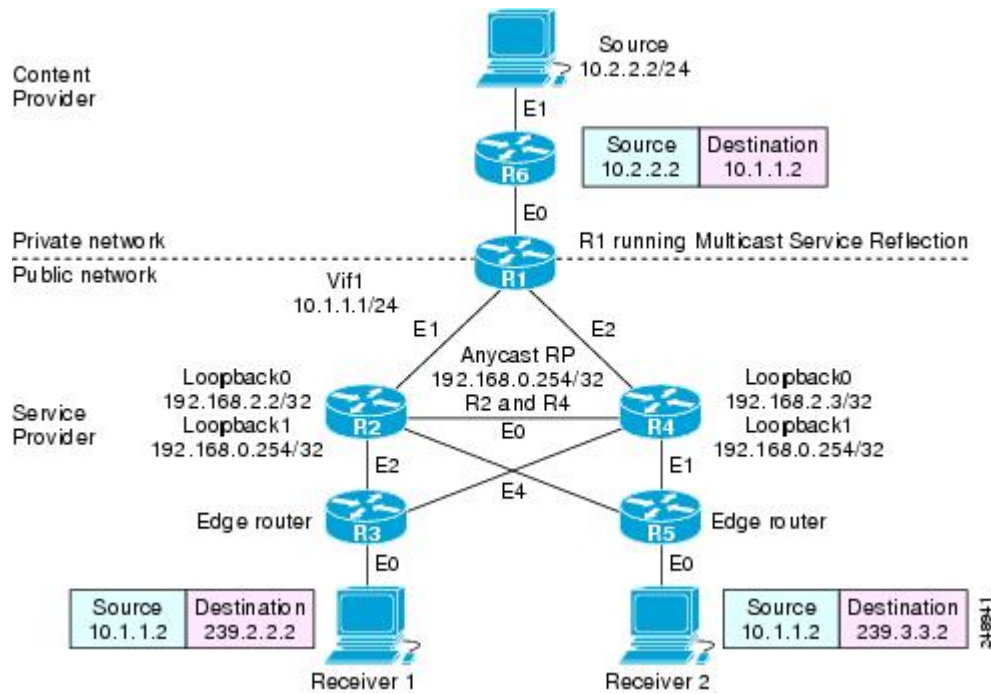 Source
10.2.2.2/24
Content
Provider
E1
Source
10.2.2.2
Destination
10.1.1.2
R6
E0
Private network
R1 running Multicast Service Reflection
Public network
R1
Vif1
10.1.1.1/24
E1
E2
Anycast RP
192.168.0.254/32
R2 and R4
Loopback0
192.168.2.2/32
Loopback1
192.168.0.254/32
Loopback0
192.168.2.3/32
Loopback1
192.168.0.254/32
Service
Provider
R2
E0
R4
E2
E4
E1
Edge router
R3
R5
Edge router
E0
E0
Source
10.1.1.2
Destination
239.2.2.2
Source
10.1.1.2
Destination
239.3.3.2
Receiver 1
Receiver 2
248941